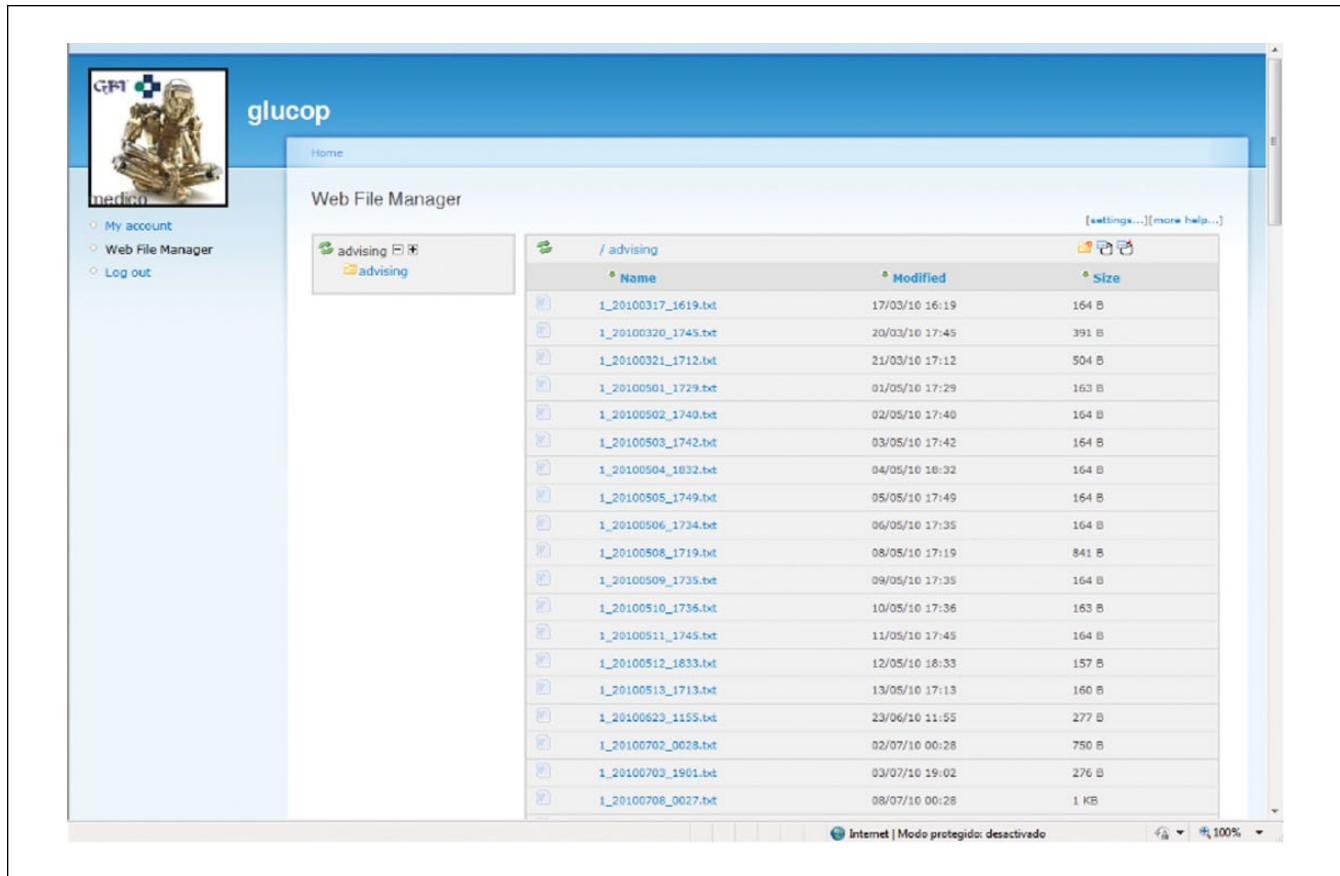 GBT
glucop
Home
medico
Web File Manager
[settings...][more help...]
My account
Web File Manager
Log out
advising
advising
/ advising
Name Modified Size
1_20100317_1619.txt 17/03/10 16:19 164 B
1_20100320_1745.txt 20/03/10 17:45 391 B
1_20100321_1712.txt 21/03/10 17:12 504 B
1_20100501_1729.txt 01/05/10 17:29 163 B
1_20100502_1740.txt 02/05/10 17:40 164 B
1_20100503_1742.txt 03/05/10 17:42 164 B
1_20100504_1832.txt 04/05/10 18:32 164 B
1_20100505_1749.txt 05/05/10 17:49 164 B
1_20100506_1734.txt 06/05/10 17:35 164 B
1_20100508_1719.txt 08/05/10 17:19 841 B
1_20100509_1735.txt 09/05/10 17:35 164 B
1_20100510_1736.txt 10/05/10 17:36 163 B
1_20100511_1745.txt 11/05/10 17:45 164 B
1_20100512_1833.txt 12/05/10 18:33 157 B
1_20100513_1713.txt 13/05/10 17:13 160 B
1_20100623_1155.txt 23/06/10 11:55 277 B
1_20100702_0028.txt 02/07/10 00:28 750 B
1_20100703_1901.txt 03/07/10 19:02 276 B
1_20100708_0027.txt 08/07/10 00:28 1 KB
Internet | Modo protegido: desactivado 100%